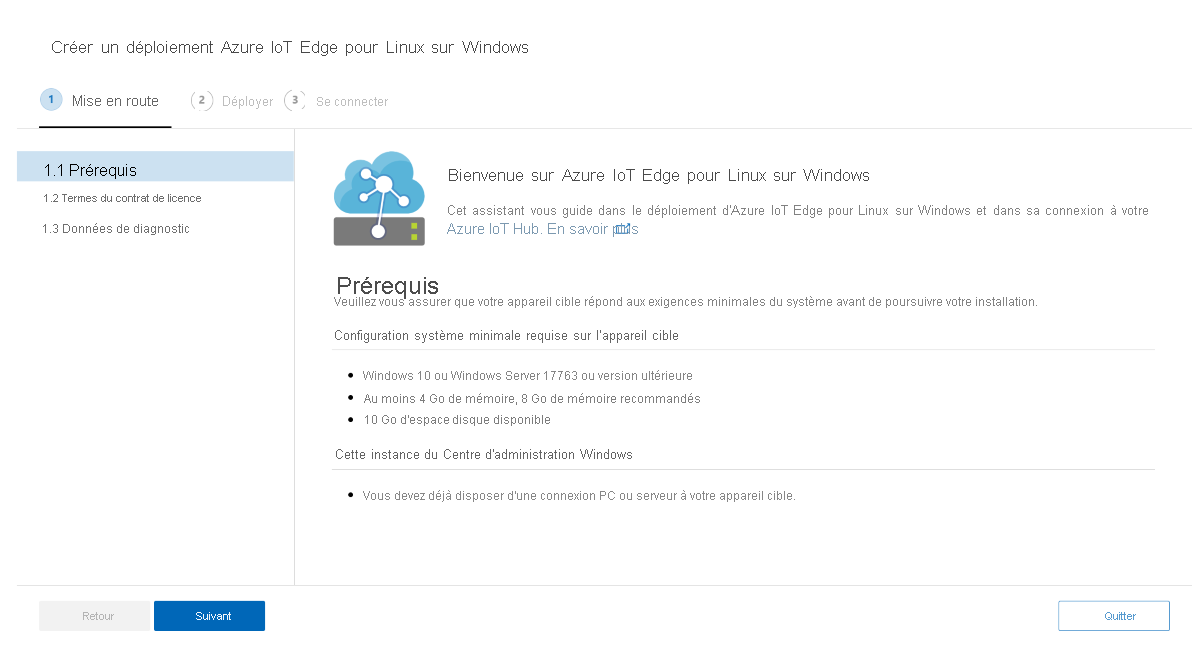 Créer un déploiement Azure IoT Edge pour Linux sur Windows
1 Mise en route 2 Déployer 3 Se connecter
1.1 Prérequis
1.2 Termes du contrat de licence
1.3 Données de diagnostic
Bienvenue sur Azure IoT Edge pour Linux sur Windows
Cet assistant vous guide dans le déploiement d'Azure IoT Edge pour Linux sur Windows et dans sa connexion à votre
Azure IoT Hub. En savoir plus
Prérequis
Veuillez vous assurer que votre appareil cible répond aux exigences minimales du système avant de poursuivre votre installation.
Configuration système minimale requise sur l'appareil cible
Windows 10 ou Windows Server 17763 ou version ultérieure
Au moins 4 Go de mémoire, 8 Go de mémoire recommandés
10 Go d'espace disque disponible
Cette instance du Centre d'administration Windows
Vous devez déjà disposer d'une connexion PC ou serveur à votre appareil cible.
Retour Suivant Quitter